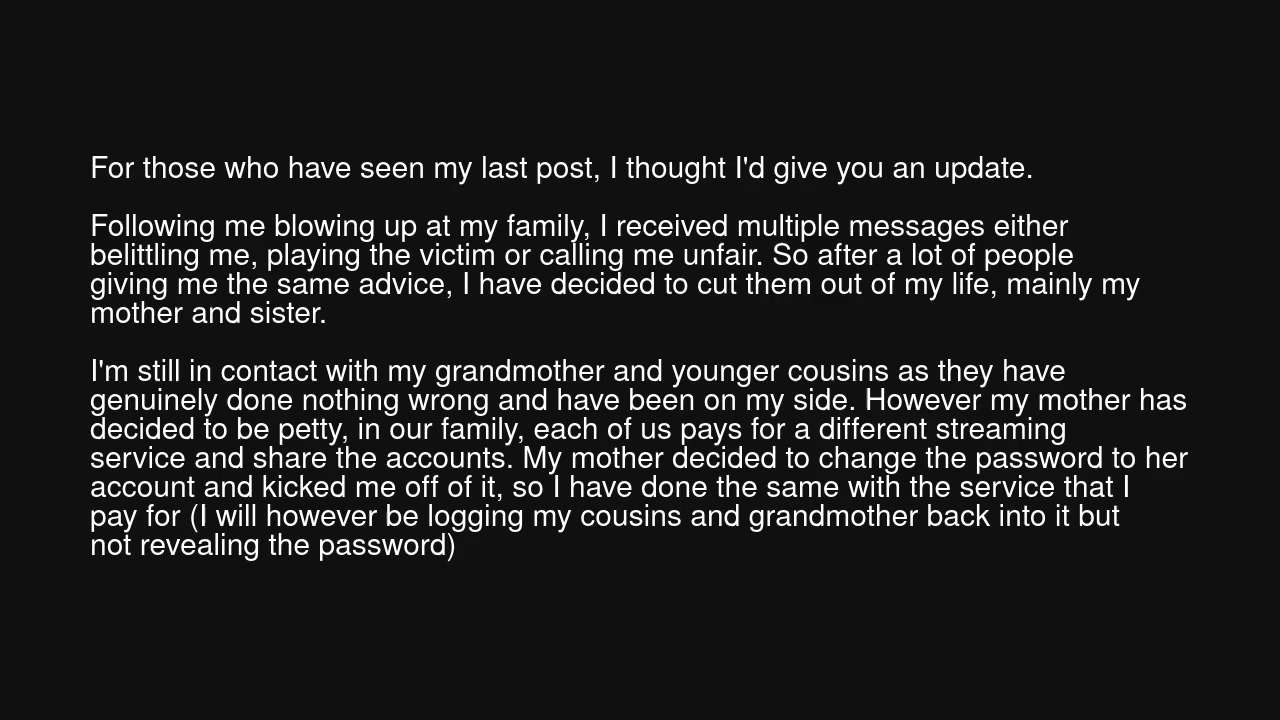 For those who have seen my last post, I thought I'd give you an update.
Following me blowing up at my family, I received multiple messages either
belittling me, playing the victim or calling me unfair. So after a lot of people
giving me the same advice, I have decided to cut them out of my life, mainly my
mother and sister.
I'm still in contact with my grandmother and younger cousins as they have
genuinely done nothing wrong and have been on my side. However my mother has
decided to be petty, in our family, each of us pays for a different streaming
service and share the accounts. My mother decided to change the password to her
account and kicked me off of it, so I have done the same with the service that I
pay for (I will however be logging my cousins and grandmother back into it but
not revealing the password)